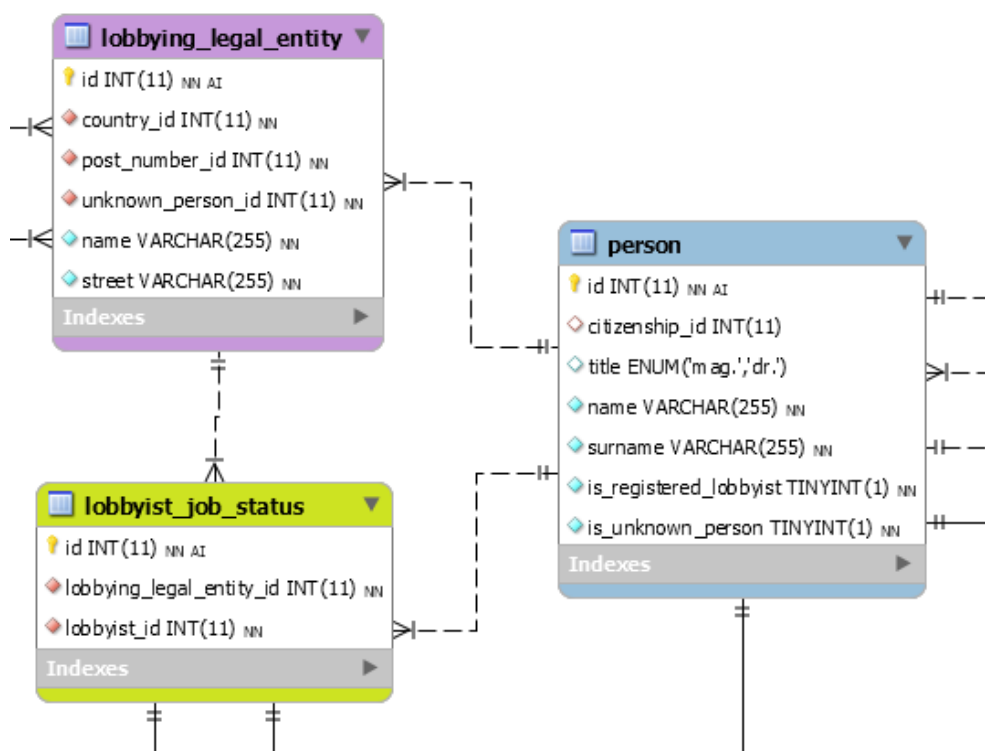 lobbying_legal_entity
id INT(11) NN AI
country_id INT(11) NN
post_number_id INT(11) NN
unknown_person_id INT(11) NN
name VARCHAR(255) NN
street VARCHAR(255) NN
Indexes
person
id INT(11) NN AI
citizenship_id INT(11)
title ENUM('mag.','dr.')
name VARCHAR(255) NN
surname VARCHAR(255) NN
is_registered_lobbyist TINYINT(1) NN
is_unknown_person TINYINT(1) NN
Indexes
lobbyist_job_status
id INT(11) NN AI
lobbying_legal_entity_id INT(11) NN
lobbyist_id INT(11) NN
Indexes